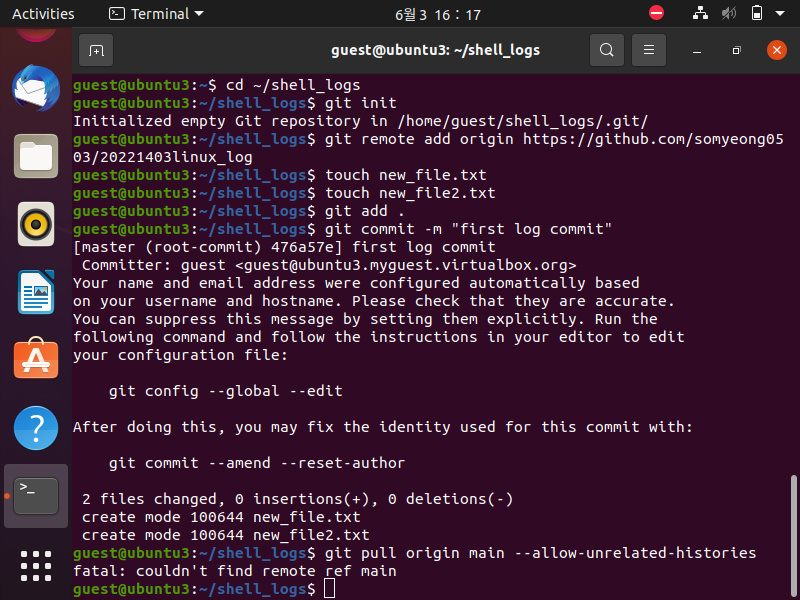 Activities Terminal 6월 3 16 : 17
guest@ubuntu3: ~/shell_logs
guest@ubuntu3:~$ cd ~/shell_logs
guest@ubuntu3:~/shell_logs$ git init
Initialized empty Git repository in /home/guest/shell_logs/.git/
guest@ubuntu3:~/shell_logs$ git remote add origin https://github.com/somyeong05
03/20221403linux_log
guest@ubuntu3:~/shell_logs$ touch new_file.txt
guest@ubuntu3:~/shell_logs$ touch new_file2.txt
guest@ubuntu3:~/shell_logs$ git add .
guest@ubuntu3:~/shell_logs$ git commit -m "first log commit"
[master (root-commit) 476a57e] first log commit
 Committer: guest <guest@ubuntu3.myguest.virtualbox.org>
Your name and email address were configured automatically based
on your username and hostname. Please check that they are accurate.
You can suppress this message by setting them explicitly. Run the
following command and follow the instructions in your editor to edit
your configuration file:
    git config --global --edit
After doing this, you may fix the identity used for this commit with:
    git commit --amend --reset-author
 2 files changed, 0 insertions(+), 0 deletions(-)
 create mode 100644 new_file.txt
 create mode 100644 new_file2.txt
guest@ubuntu3:~/shell_logs$ git pull origin main --allow-unrelated-histories
fatal: couldn't find remote ref main
guest@ubuntu3:~/shell_logs$